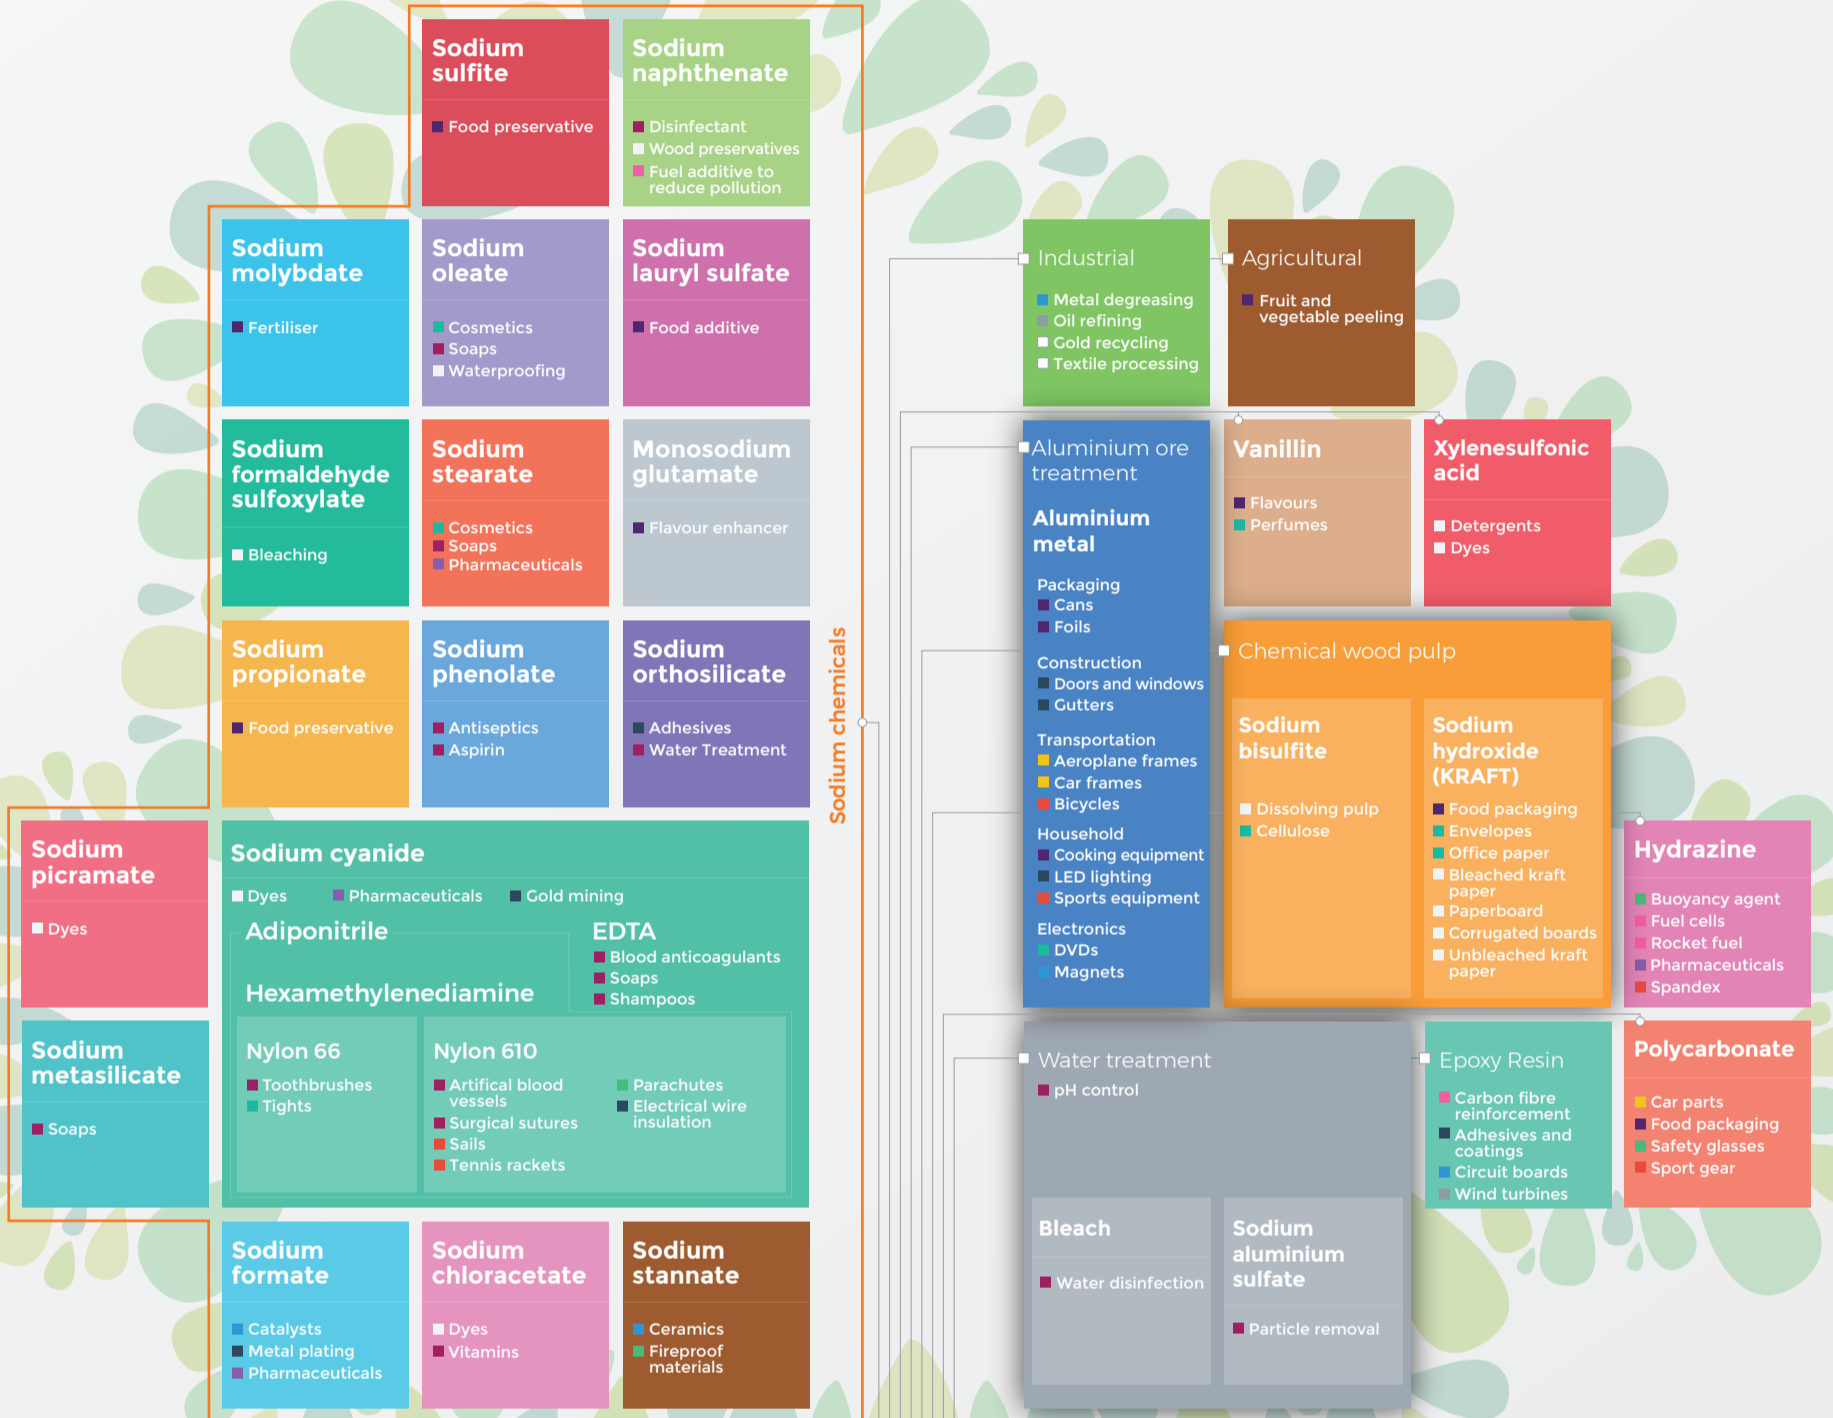 Sodium
sulfite
Food preservative
Sodium
naphthenate
Disinfectant
Wood preservatives
Fuel additive to
reduce pollution
Sodium
molybdate
Fertiliser
Sodium
oleate
Cosmetics
Soaps
Waterproofing
Sodium
lauryl sulfate
Food additive
Sodium
formaldehyde
sulfoxylate
Bleaching
Sodium
stearate
Cosmetics
Soaps
Pharmaceuticals
Monosodium
glutamate
Flavour enhancer
Sodium
propionate
Food preservative
Sodium
phenolate
Antiseptics
Aspirin
Sodium
orthosilicate
Adhesives
Water Treatment
Sodium chemicals
Sodium
picramate
Dyes
Sodium
metasilicate
Soaps
Sodium cyanide
Dyes
Pharmaceuticals
Gold mining
Adiponitrile
EDTA
Blood anticoagulants
Soaps
Shampoos
Hexamethylenediamine
Nylon 66
Toothbrushes
Tights
Nylon 610
Artifical blood
vessels
Surgical sutures
Sails
Tennis rackets
Parachutes
Electrical wire
insulation
Sodium
formate
Catalysts
Metal plating
Pharmaceuticals
Sodium
chloracetate
Dyes
Vitamins
Sodium
stannate
Ceramics
Fireproof
materials
Industrial
Metal degreasing
Oil refining
Gold recycling
Textile processing
Agricultural
Fruit and
vegetable peeling
Aluminium ore
treatment
Aluminium
metal
Packaging
Cans
Foils
Construction
Doors and windows
Gutters
Transportation
Aeroplane frames
Car frames
Bicycles
Household
Cooking equipment
LED lighting
Sports equipment
Electronics
DVDs
Magnets
Vanillin
Flavours
Perfumes
Xylenesulfonic
acid
Detergents
Dyes
Chemical wood pulp
Sodium
bisulfite
Dissolving pulp
Cellulose
Sodium
hydroxide
(KRAFT)
Food packaging
Envelopes
Office paper
Bleached kraft
paper
Paperboard
Corrugated boards
Unbleached kraft
paper
Hydrazine
Buoyancy agent
Fuel cells
Rocket fuel
Pharmaceuticals
Spandex
Water treatment
pH control
Bleach
Water disinfection
Sodium
aluminium
sulfate
Particle removal
Epoxy Resin
Carbon fibre
reinforcement
Adhesives and
coatings
Circuit boards
Wind turbines
Polycarbonate
Car parts
Food packaging
Safety glasses
Sport gear